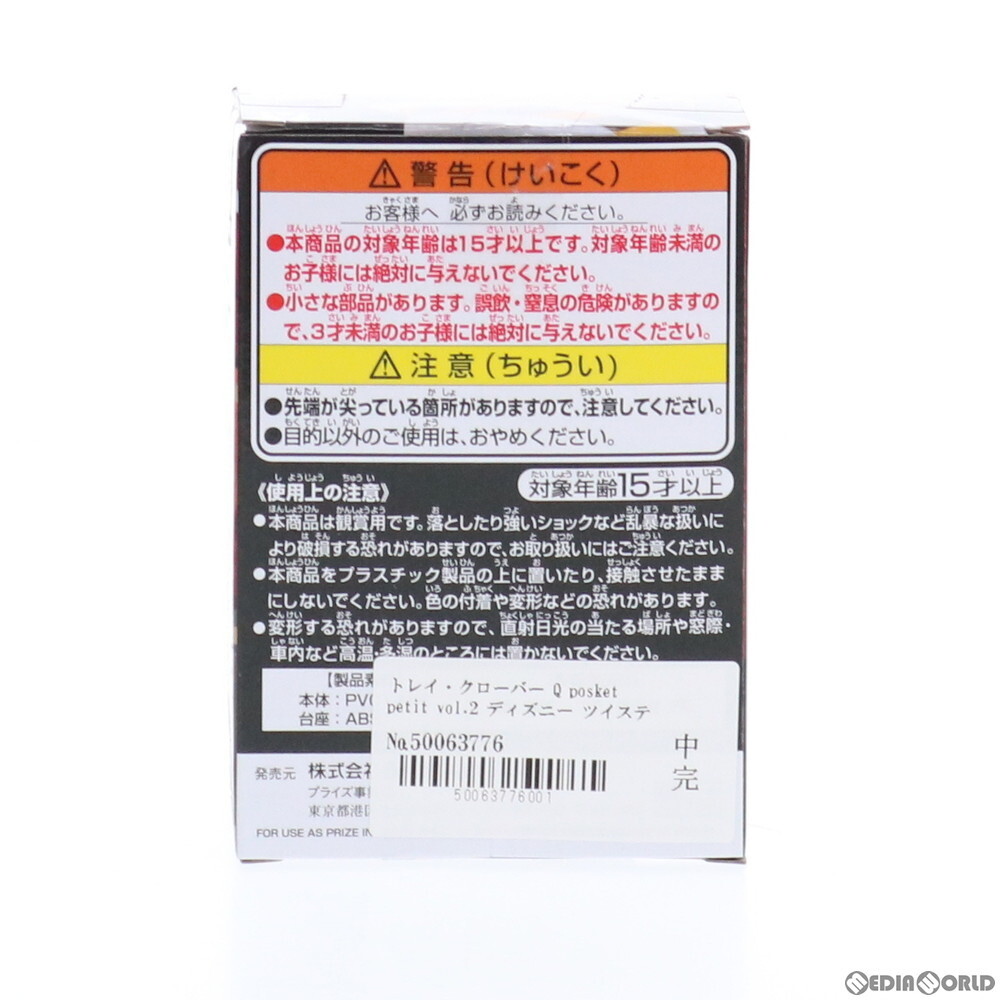 ⚠ 警告(けいこく)
お客様へ 必ずお読みください。
●本商品の対象年齢は15才以上です。対象年齢未満の
お子様には絶対に与えないでください。
●小さな部品があります。誤飲・窒息の危険がありますの
で、3才未満のお子様には絶対に与えないでください。
⚠ 注意(ちゅうい)
●先端が尖っている箇所がありますので、注意してください。
●目的以外のご使用は、おやめください。
《使用上の注意》
対象年齢15才以上
●本商品は観賞用です。落としたり強いショックなど乱暴な扱いに
より破損する恐れがありますので、お取り扱いにはご注意ください。
●本商品をプラスチック製品の上に置いたり、接触させたまま
にしないでください。色の付着や変形などの恐れがあります。
●変形する恐れがありますので、直射日光の当たる場所や窓際・
車内など高温・多湿のところには置かないでください。
【製品素
本体:PVC
台座:ABS
トレイ・クローバー Q posket
petit vol.2 ディズニー ツイステ
№50063776
50063776001
中
完
発売元 株式会社
プライズ事
東京都港区
FOR USE AS PRIZE IN
MEDIAWORLD